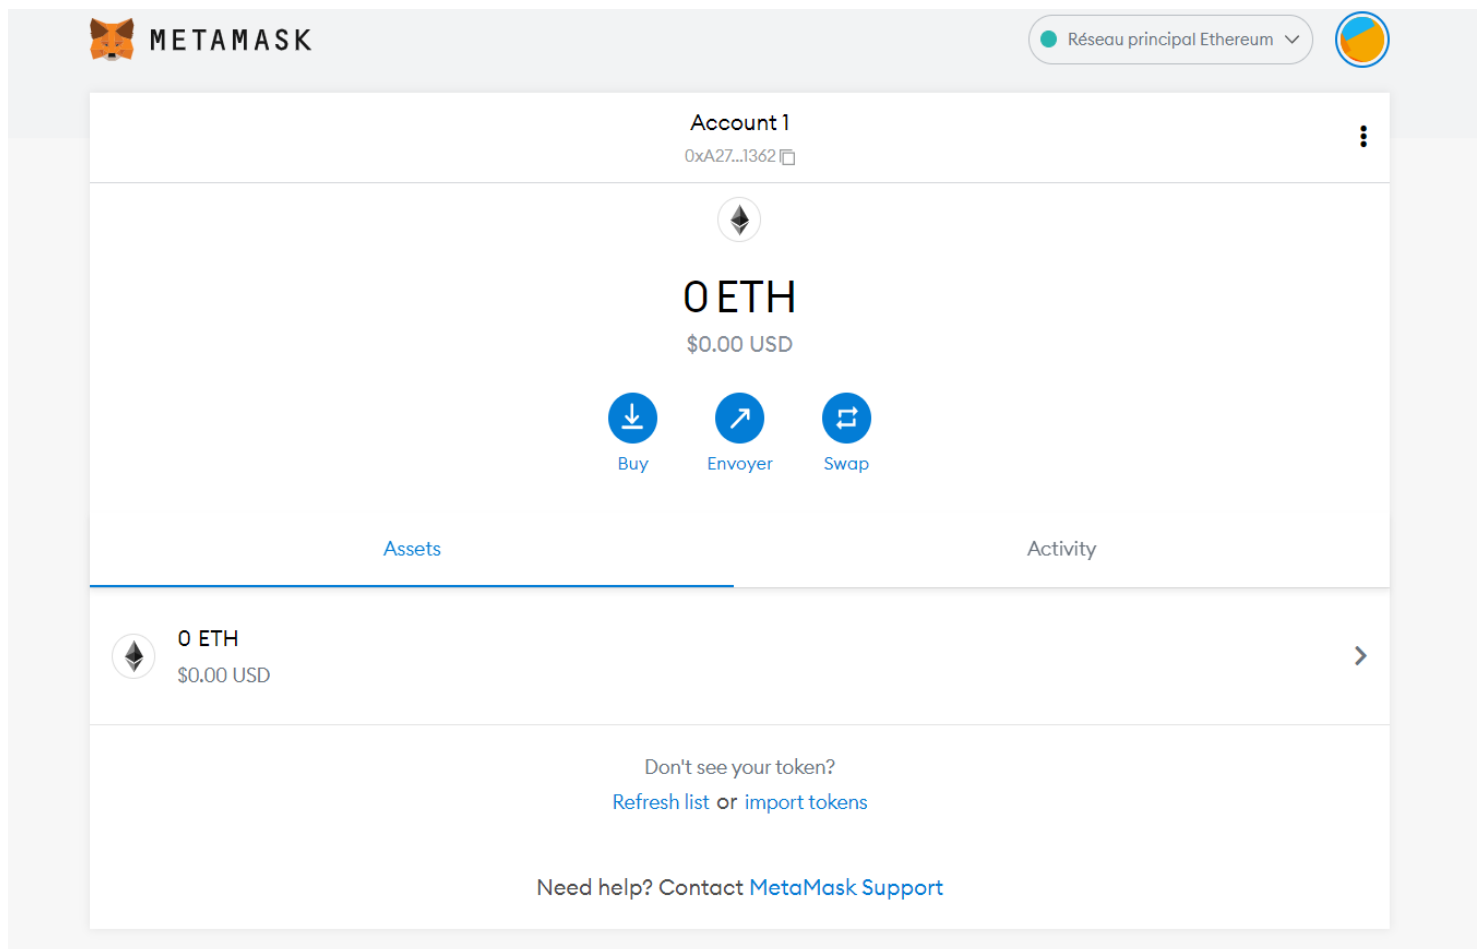 METAMASK
Réseau principal Ethereum
Account 1
0xA27...1362
0 ETH
$0.00 USD
Buy Envoyer Swap
Assets Activity
0 ETH
$0.00 USD
Don't see your token?
Refresh list or import tokens
Need help? Contact MetaMask Support